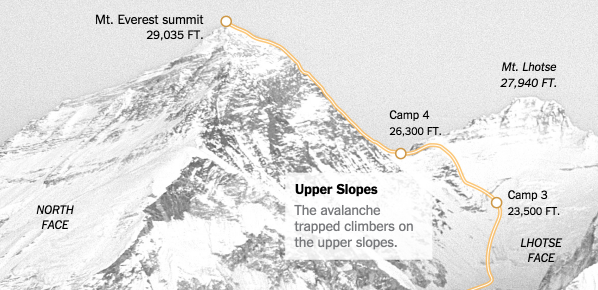 Mt. Everest summit
29,035 FT.
Mt. Lhotse
27,940 FT.
Camp 4
26,300 FT.
Upper Slopes
The avalanche
trapped climbers on
the upper slopes.
Camp 3
23,500 FT.
NORTH
FACE
LHOTSE
FACE